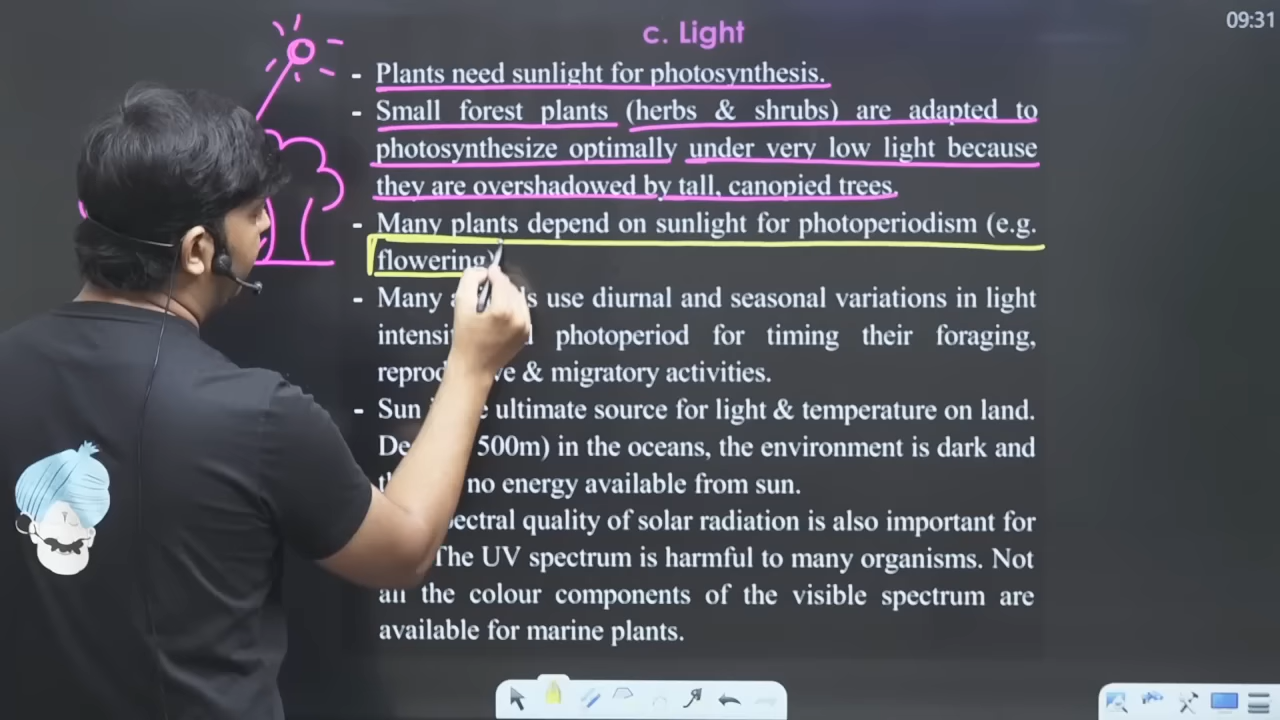 09:31
c. Light
- Plants need sunlight for photosynthesis.
- Small forest plants (herbs & shrubs) are adapted to
photosynthesize optimally under very low light because
they are overshadowed by tall, canopied trees.
- Many plants depend on sunlight for photoperiodism (e.g.
flowering)
- Many use diurnal and seasonal variations in light
photoperiod for timing their foraging,
& migratory activities.
- Sun ultimate source for light & temperature on land.
500m) in the oceans, the environment is dark and
no energy available from sun.
quality of solar radiation is also important for
The UV spectrum is harmful to many organisms. Not
all the colour components of the visible spectrum are
available for marine plants.